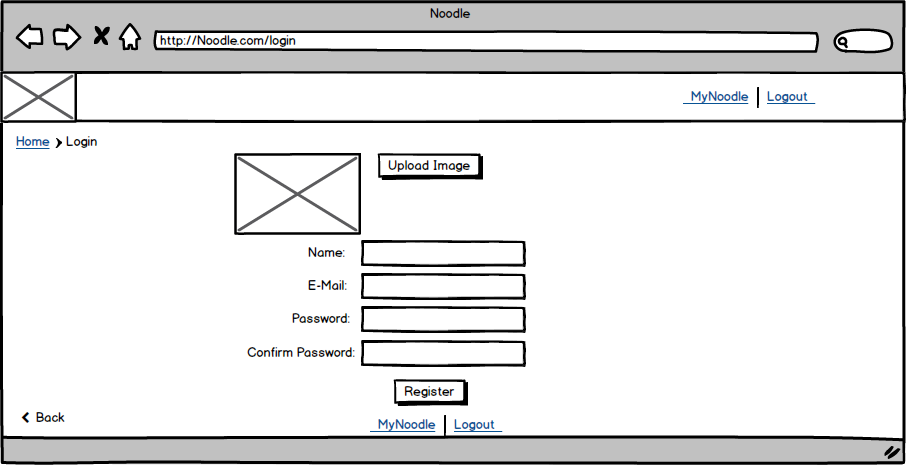 Noodle
http://Noodle.com/login
MyNoodle Logout
Home Login
Upload Image
Name:
E-Mail:
Password:
Confirm Password:
Register
Back
MyNoodle Logout